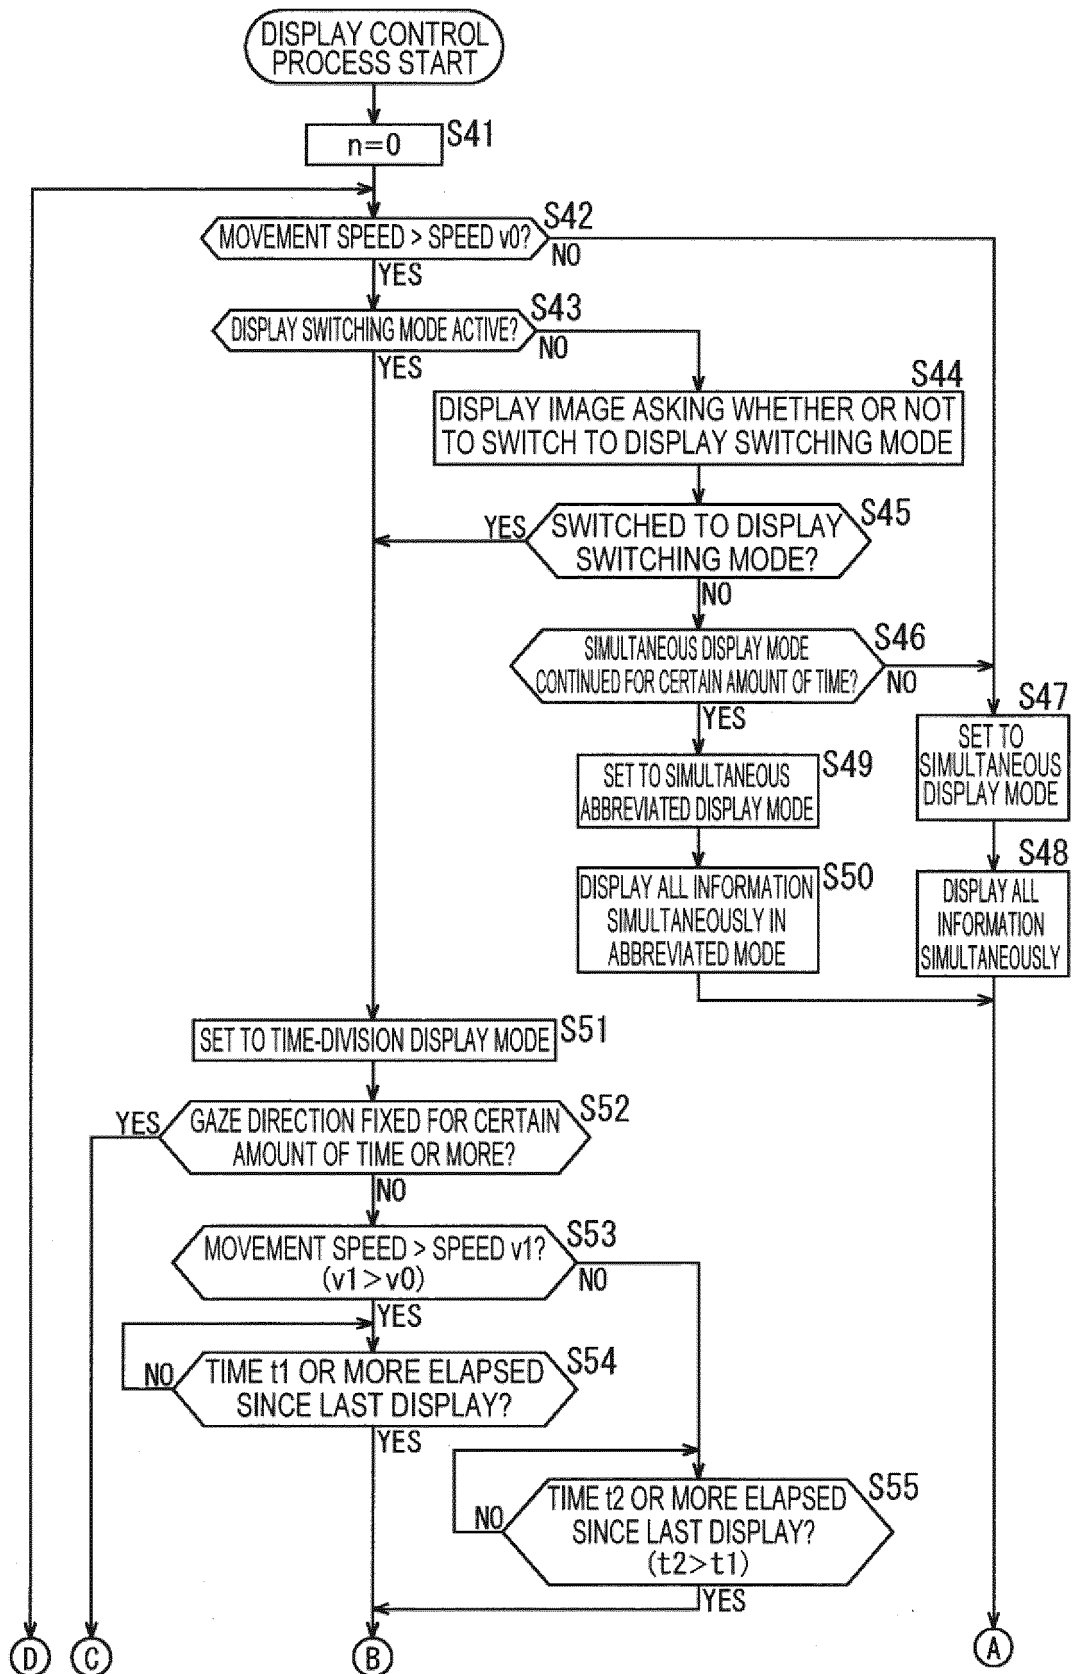 DISPLAY CONTROL
PROCESS START
S41
n=0
S42
MOVEMENT SPEED > SPEED v0?
NO
YES
S43
DISPLAY SWITCHING MODE ACTIVE?
NO
YES
S44
DISPLAY IMAGE ASKING WHETHER OR NOT
TO SWITCH TO DISPLAY SWITCHING MODE
S45
YES
SWITCHED TO DISPLAY
SWITCHING MODE?
NO
S46
SIMULTANEOUS DISPLAY MODE
CONTINUED FOR CERTAIN AMOUNT OF TIME?
NO
YES
S47
SET TO
SIMULTANEOUS
DISPLAY MODE
S49
SET TO SIMULTANEOUS
ABBREVIATED DISPLAY MODE
S48
DISPLAY ALL
INFORMATION
SIMULTANEOUSLY
S50
DISPLAY ALL INFORMATION
SIMULTANEOUSLY IN
ABBREVIATED MODE
SET TO TIME-DIVISION DISPLAY MODE
S51
S52
YES
GAZE DIRECTION FIXED FOR CERTAIN
AMOUNT OF TIME OR MORE?
NO
S53
MOVEMENT SPEED > SPEED v1?
(v1>v0)
NO
YES
S54
NO
TIME t1 OR MORE ELAPSED
SINCE LAST DISPLAY?
YES
S55
NO
TIME t2 OR MORE ELAPSED
SINCE LAST DISPLAY?
(t2>t1)
YES
D
C
B
A